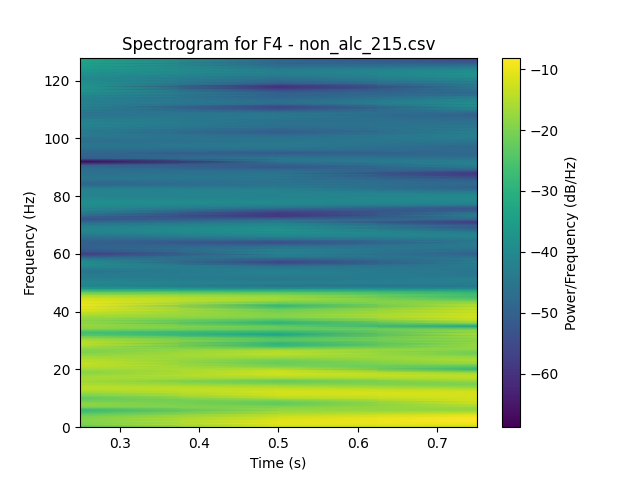 Spectrogram for F4 - non_alc_215.csv
120
100
80
60
40
20
0
Frequency (Hz)
0.3 0.4 0.5 0.6 0.7
Time (s)
−10
−20
−30
−40
−50
−60
Power/Frequency (dB/Hz)